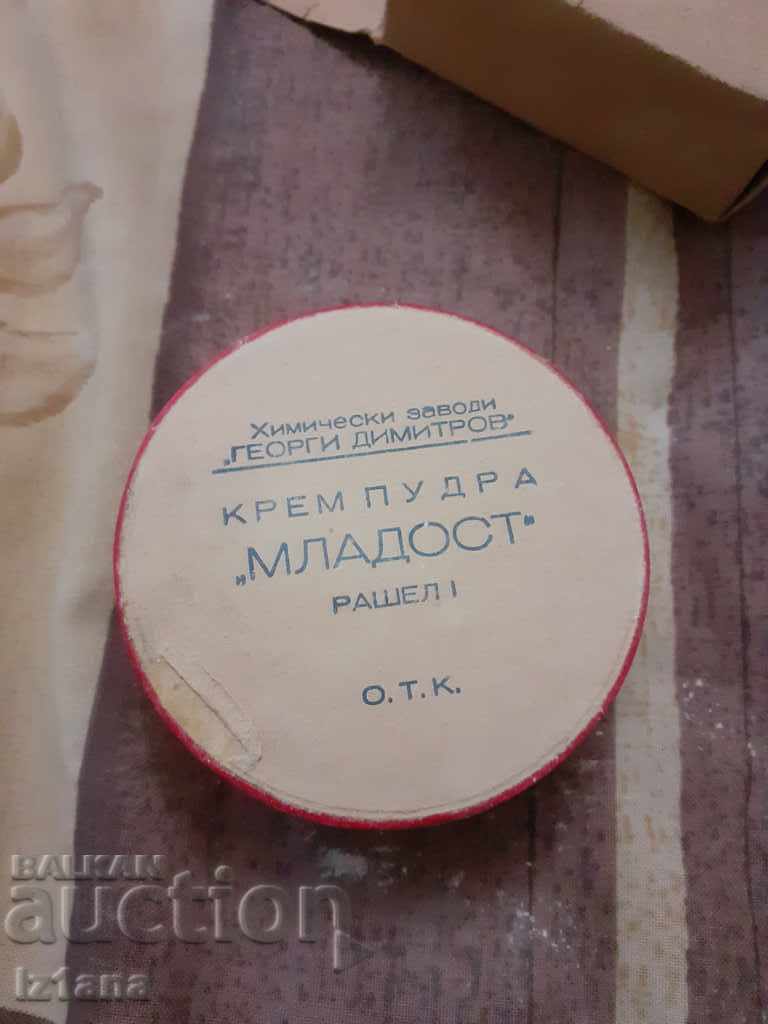 Химически заводи
„ГЕОРГИ ДИМИТРОВ"
КРЕМ ПУДРА
„МЛАДОСТ"
РАШЕЛ I
О.Т.К.
BALKAN
auction
iz1ana